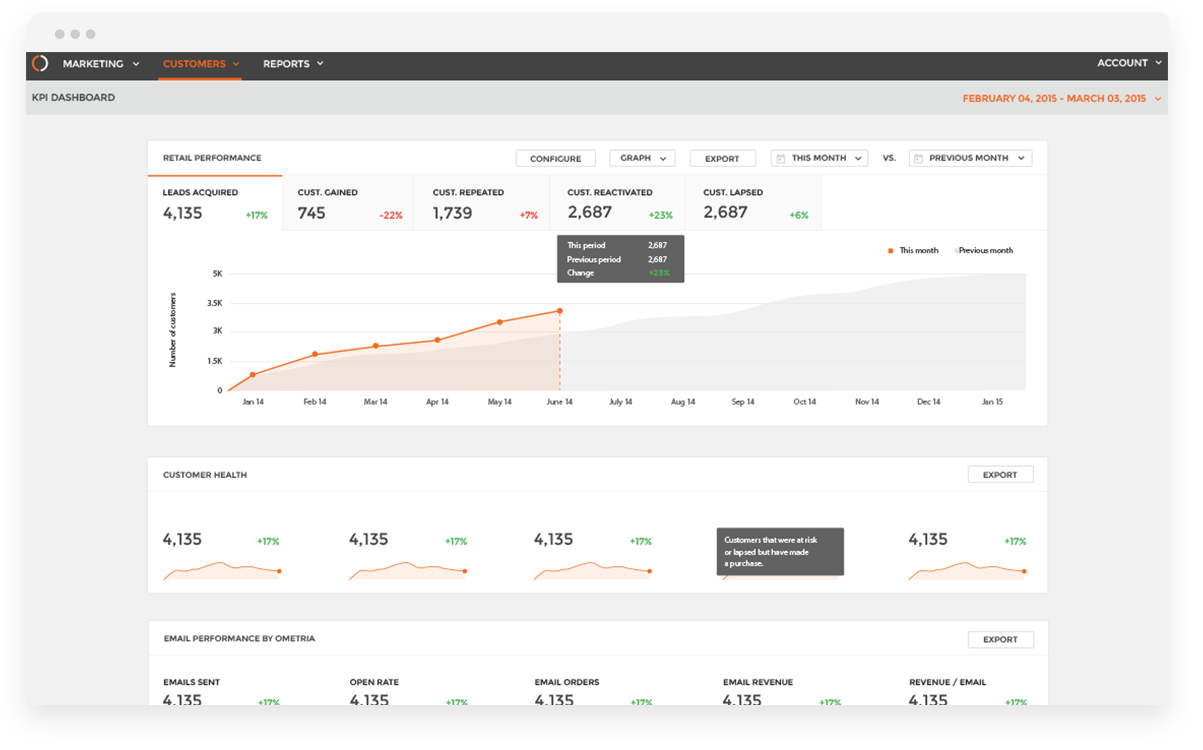 MARKETING CUSTOMERS REPORTS ACCOUNT
KPI DASHBOARD FEBRUARY 04, 2015 - MARCH 03, 2015
RETAIL PERFORMANCE CONFIGURE GRAPH EXPORT THIS MONTH VS. PREVIOUS MONTH
LEADS ACQUIRED CUST. GAINED CUST. REPEATED CUST. REACTIVATED CUST. LAPSED
4,135 +17% 745 -22% 1,739 +7% 2,687 +23% 2,687 +6%
This period 2,687
Previous period 2,687
Change +23%
This month Previous month
Number of customers
5K
3.5K
3K
1.5K
0
Jan 14 Feb 14 Mar 14 Apr 14 May 14 June 14 July 14 Aug 14 Sep 14 Oct 14 Nov 14 Dec 14 Jan 15
CUSTOMER HEALTH EXPORT
4,135 +17% 4,135 +17% 4,135 +17% 4,135 +17%
Customers that were at risk
or lapsed but have made
a purchase.
EMAIL PERFORMANCE BY OMETRIA EXPORT
EMAILS SENT OPEN RATE EMAIL ORDERS EMAIL REVENUE REVENUE / EMAIL
4,135 +17% 4,135 +17% 4,135 +17% 4,135 +17% 4,135 +17%